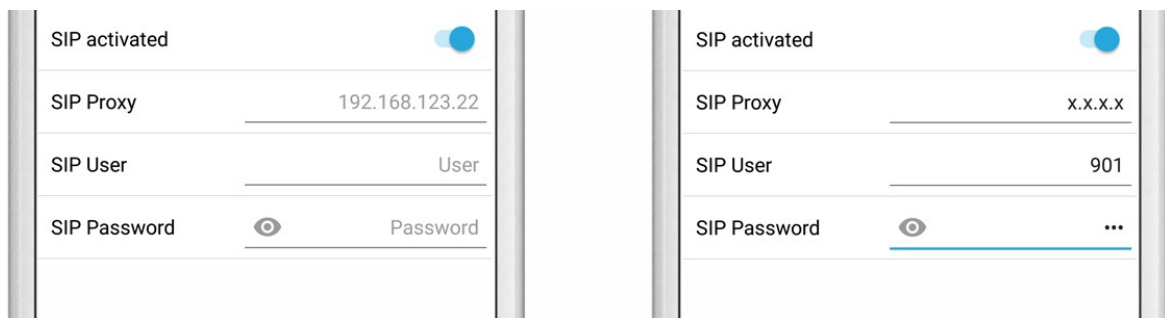 SIP activated
SIP Proxy 192.168.123.22
SIP User User
SIP Password Password
SIP activated
SIP Proxy x.x.x.x
SIP User 901
SIP Password •••